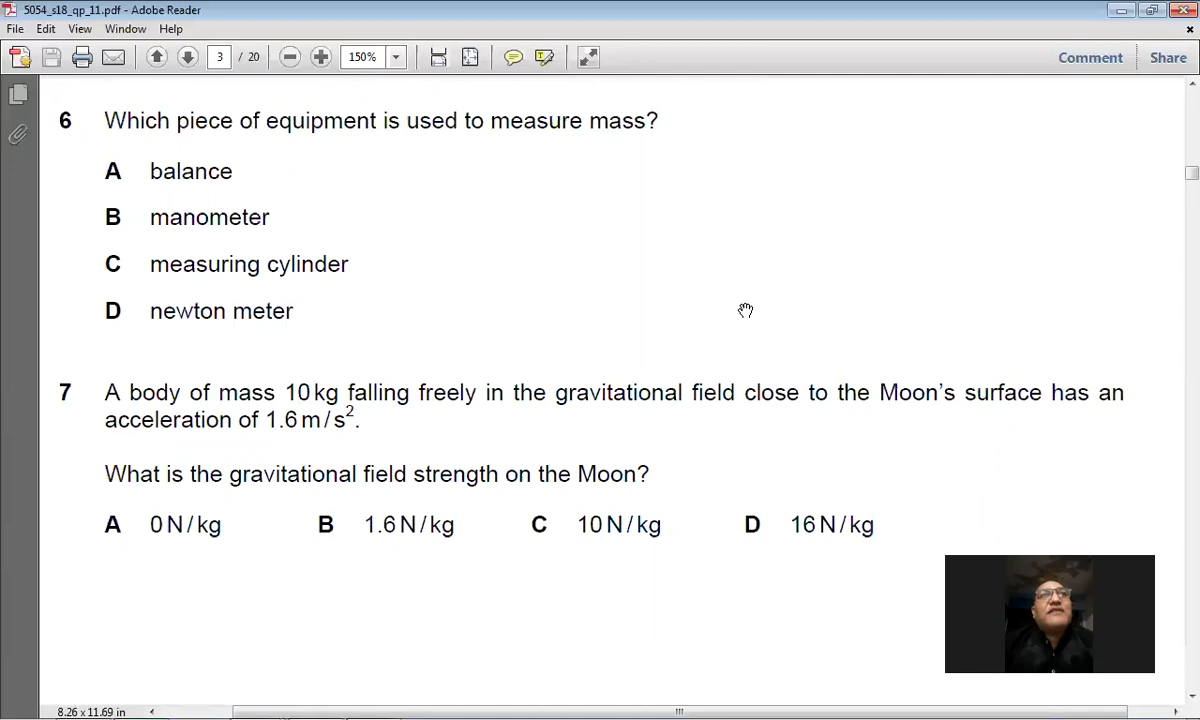 5054_s18_qp_11.pdf - Adobe Reader
File Edit View Window Help
3 / 20 150% Comment Share
6 Which piece of equipment is used to measure mass?
A balance
B manometer
C measuring cylinder
D newton meter
7 A body of mass 10 kg falling freely in the gravitational field close to the Moon's surface has an
acceleration of 1.6 m / s².
What is the gravitational field strength on the Moon?
A 0 N / kg B 1.6 N / kg C 10 N / kg D 16 N / kg
8.26 x 11.69 in